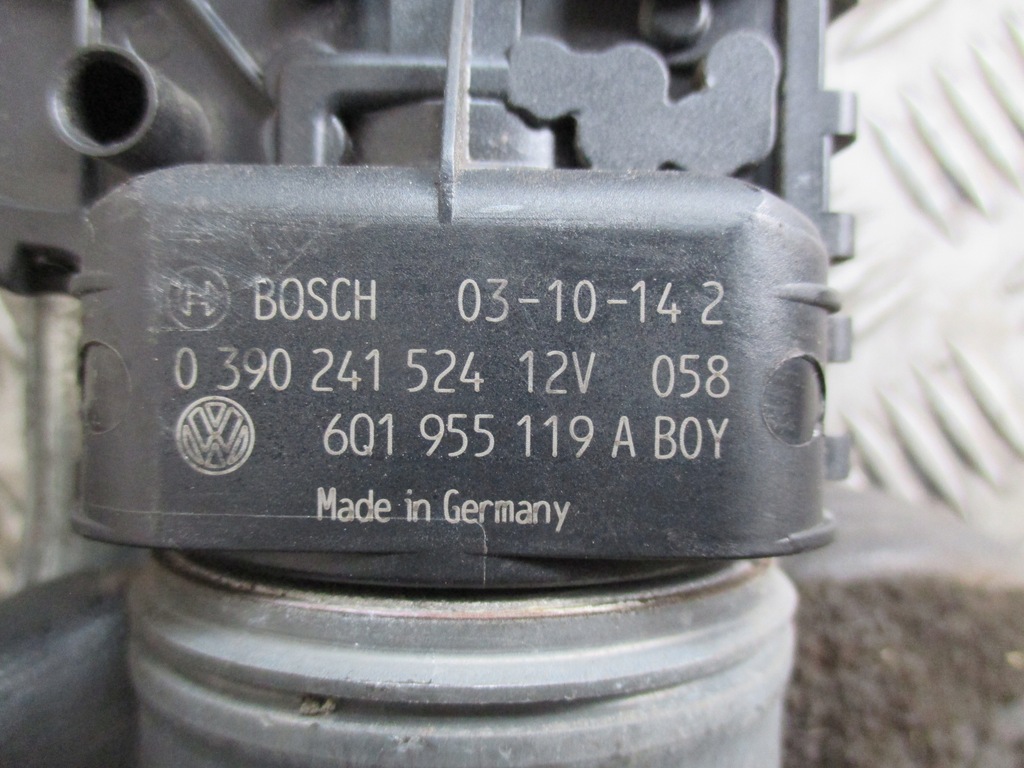 BOSCH 03-10-14 2
0 390 241 524 12V 058
6Q1 955 119 A BOY
Made in Germany